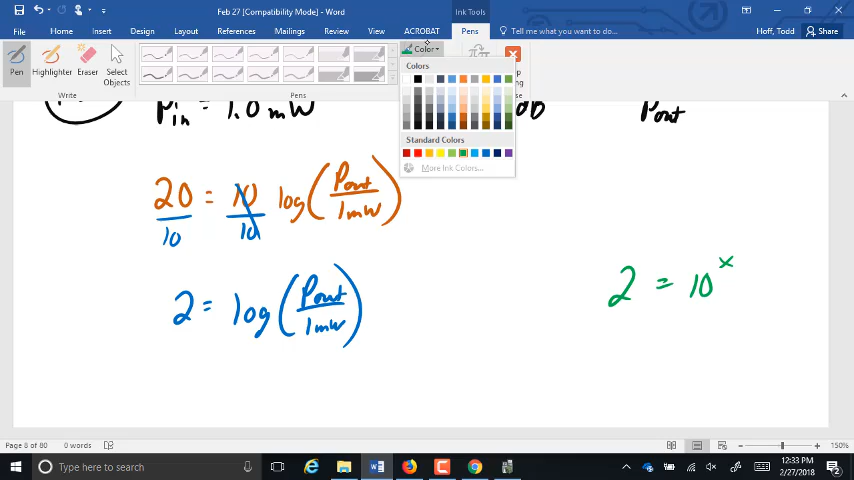 Feb 27 [Compatibility Mode] - Word
Ink Tools
Hoff, Todd
File Home Insert Design Layout References Mailings Review View ACROBAT Pens Tell me what you want to do... Share
Pen Highlighter Eraser Select Objects
Color
Write Pens
Colors
Standard Colors
More Ink Colors...
Pin = 1.0 mW dB Pout
20 = 10 log(Pout/1mW)
10 10
2 = log(Pout/1mW)
2 = 10^x
Page 8 of 80 0 words 150%
Type here to search
12:33 PM
2/27/2018
2